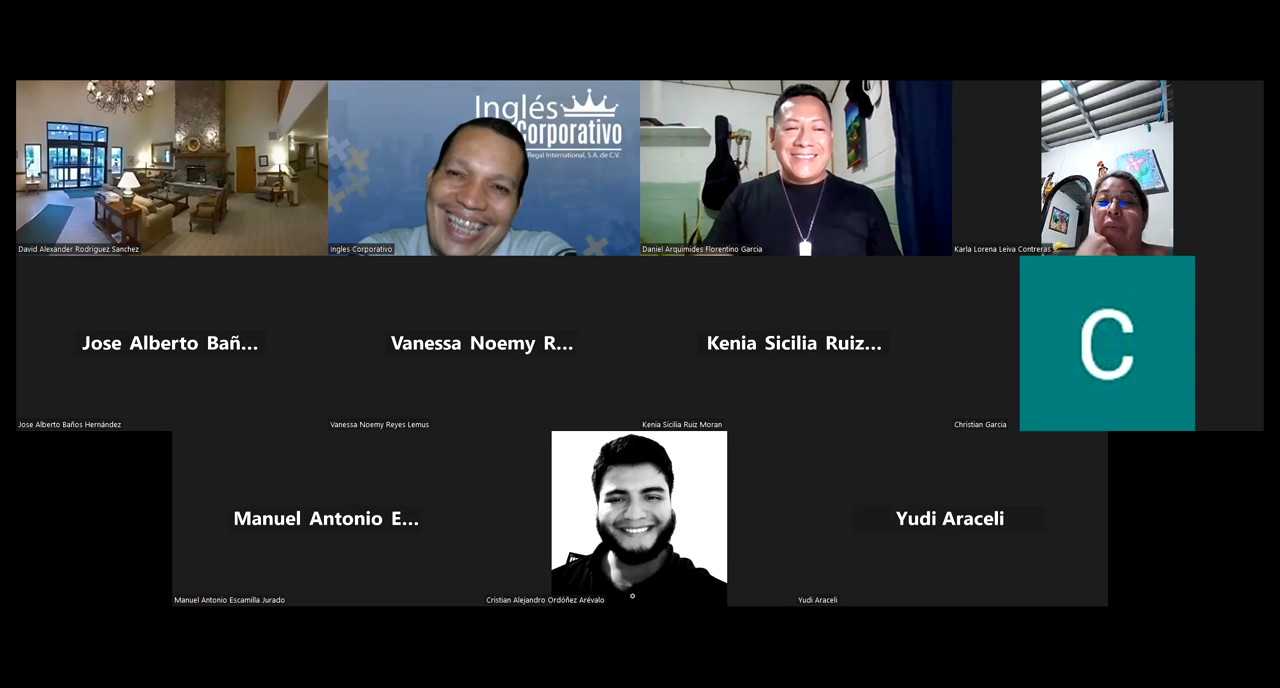 Inglés
Corporativo
Regal International, S.A. de C.V.
David Alexander Rodriguez Sanchez
Ingles Corporativo
Daniel Arquimides Florentino Garcia
Karla Lorena Leiva Contreras
Jose Alberto Bañ...
Vanessa Noemy R...
Kenia Sicilia Ruiz...
C
Jose Alberto Baños Hernández
Vanessa Noemy Reyes Lemus
Kenia Sicilia Ruiz Moran
Christian Garcia
Manuel Antonio E...
Yudi Araceli
Manuel Antonio Escamilla Jurado
Cristian Alejandro Ordóñez Arévalo
Yudi Araceli